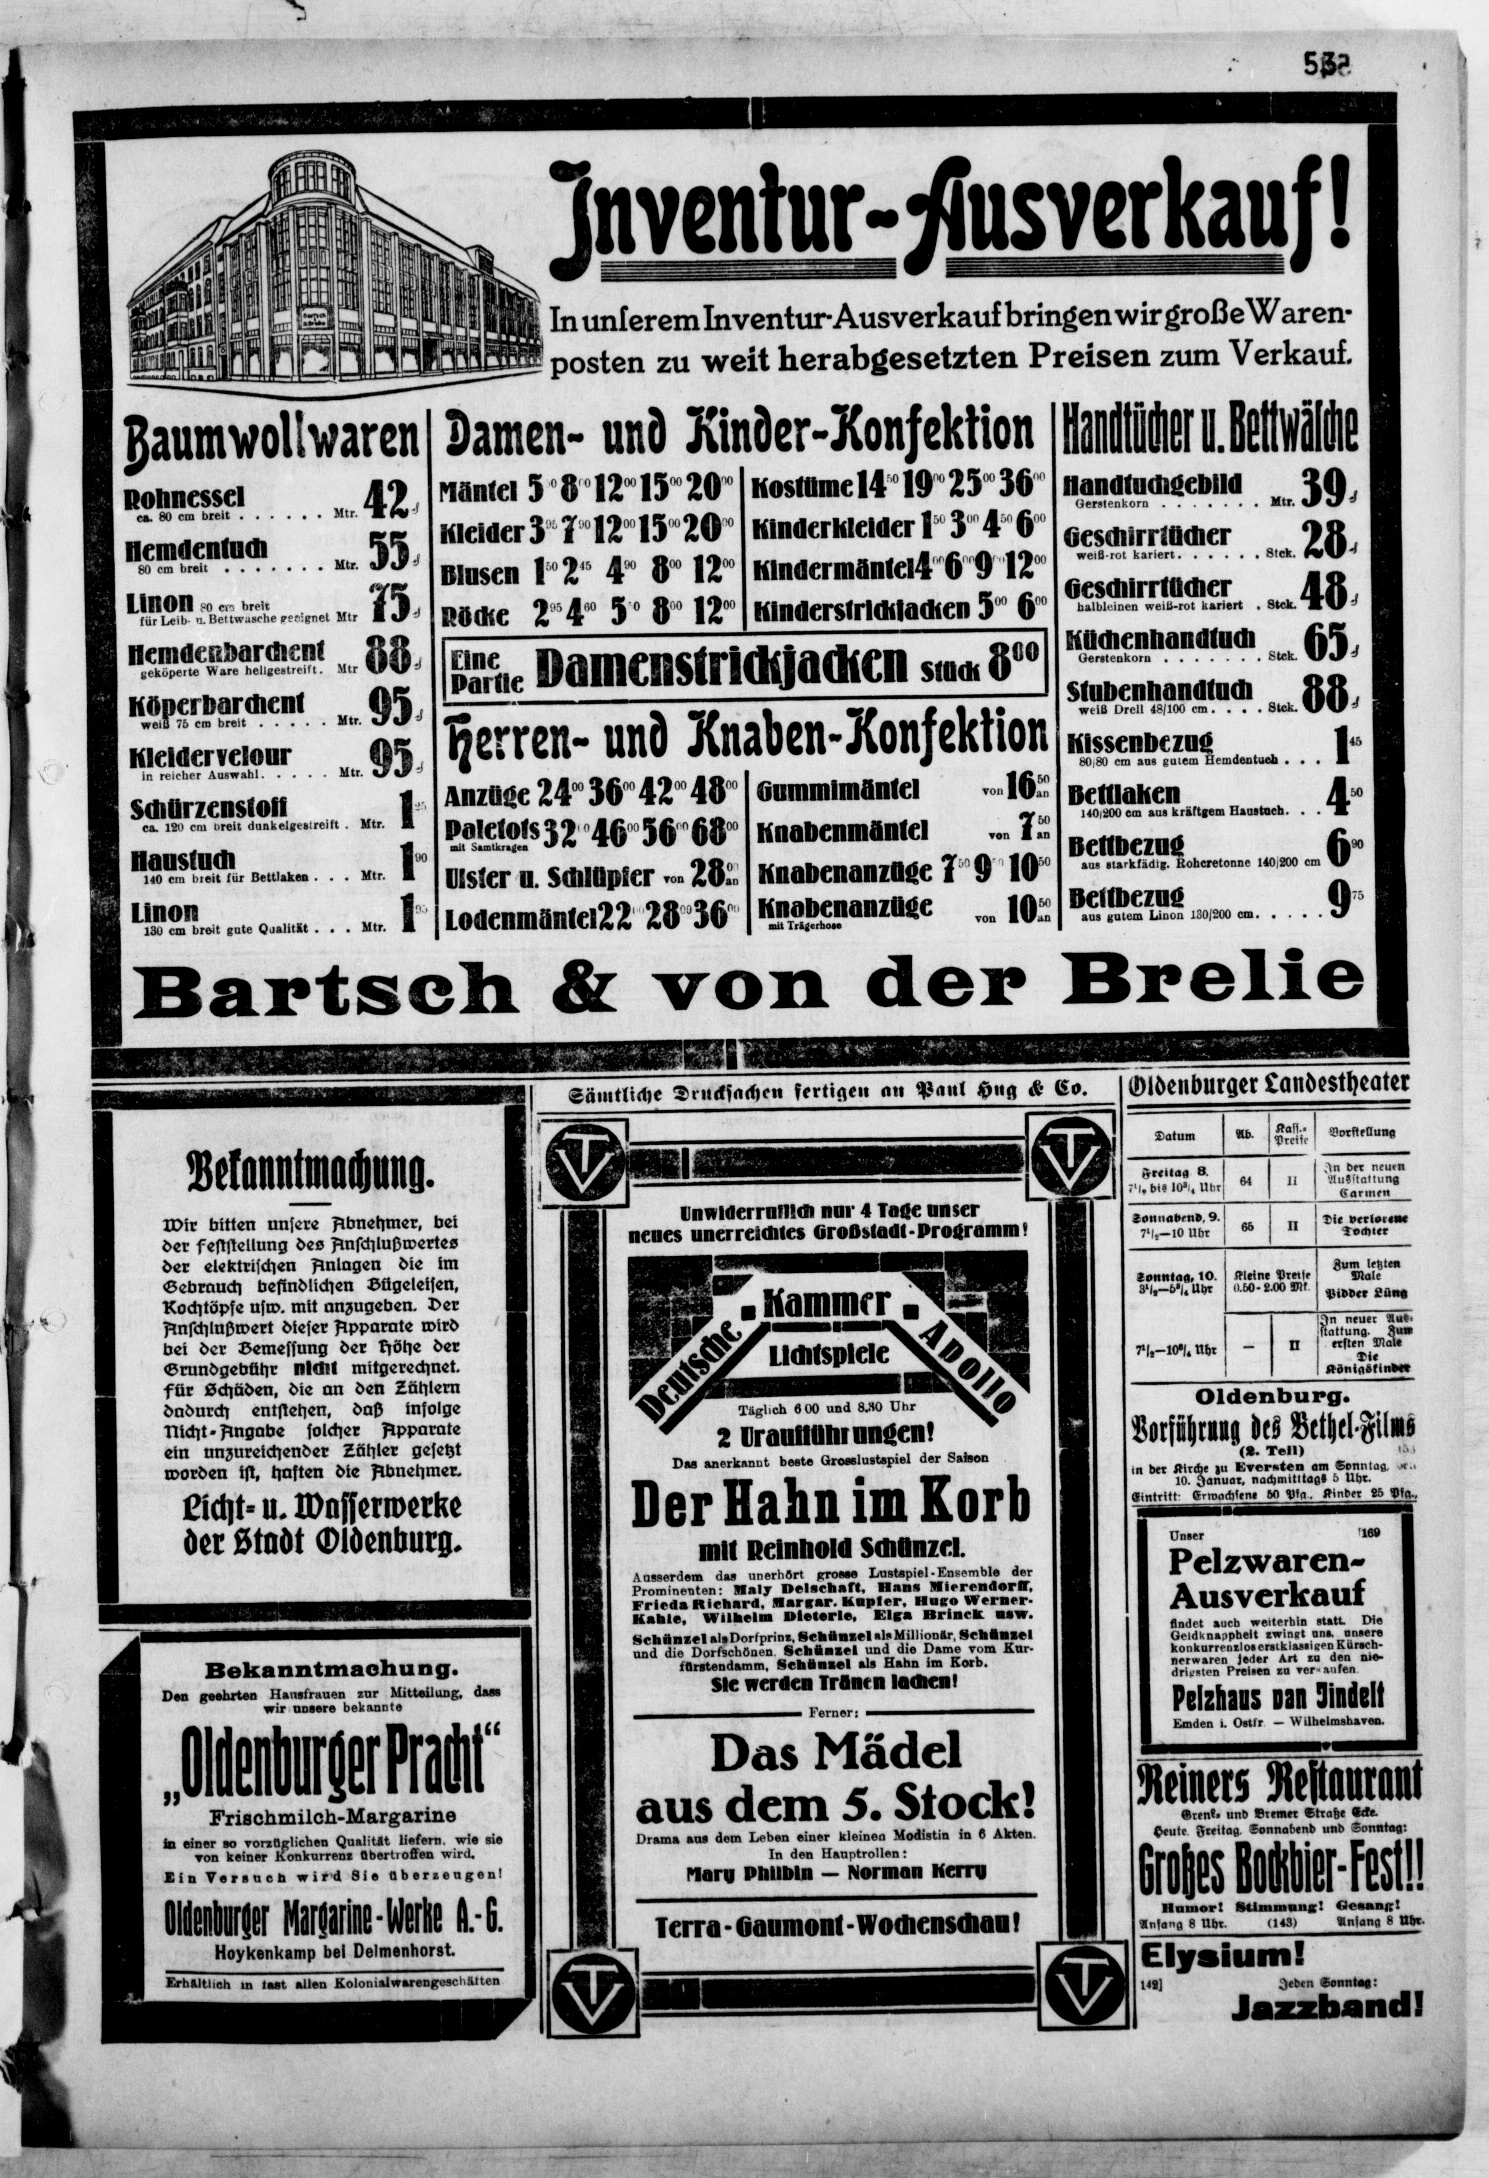 Inventur-Ausverkauf!
In unserem Inventur-Ausverkauf bringen wir große Waren-
posten zu weit herabgesetzten Preisen zum Verkauf.
Baumwollwaren
Rohnessel
ca. 80 cm breit . . . . . . Mtr. 42
Hemdentuch
80 cm breit . . . . . . . Mtr. 55
Linon 80 cm breit
für Leib- u. Bettwäsche geeignet Mtr 75
Hemdenbarchent
geköperte Ware hellgestreift. Mtr 88
Köperbarchent
weiß 75 cm breit . . . . . Mtr. 95
Kleidervelour
in reicher Auswahl. . . . . Mtr. 95
Schürzenstoff
ca. 120 cm breit dunkelgestreift . Mtr. 1 25
Haustuch
140 cm breit für Bettlaken . . . Mtr. 1 90
Linon
130 cm breit gute Qualität . . . Mtr. 1 95
Damen- und Kinder-Konfektion
Mäntel 5 8 12 00 15 00 20 00
Kleider 3 95 7 90 12 00 15 00 20 00
Blusen 1 50 2 45 4 90 8 00 12 00
Röcke 2 95 4 60 5 8 00 12 00
Kostüme 14 50 19 00 25 00 36 00
Kinderkleider 1 50 3 00 4 50 6 00
Kindermäntel 4 00 6 00 9 12 00
Kinderstrickjacken 5 00 6 00
Eine
Partie Damenstrickjacken Stück 8 00
Herren- und Knaben-Konfektion
Anzüge 24 00 36 00 42 00 48 00
Paletots 32 46 00 56 00 68 00
mit Samtkragen
Ulster u. Schlüpfer von 28 an
Lodenmäntel 22 28 00 36
Gummimäntel von 16 50 an
Knabenmäntel von 7 50 an
Knabenanzüge 7 50 9 10 50
Knabenanzüge von 10 50 an
mit Trägerhose
Handtücher u. Bettwäsche
Handtuchgebild
Gerstenkorn . . . . . . . Mtr. 39
Geschirrtücher
weiß-rot kariert. . . . . . Stck. 28
Geschirrtücher
halbleinen weiß-rot kariert . Stck. 48
Küchenhandtuch
Gerstenkorn . . . . . . . Stck. 65
Stubenhandtuch
weiß Drell 48/100 cm. . . . Stck. 88
Kissenbezug
80/80 cm aus gutem Hemdentuch . . . 1 45
Bettlaken
140/200 cm aus kräftgem Haustuch. . . 4 50
Bettbezug
aus starkfädig. Roheretonne 140/200 cm 6 90
Bettbezug
aus gutem Linon 130/200 cm. . . . . 9 75
Bartsch & von der Brelie
Bekanntmachung.
Wir bitten unsere Abnehmer, bei
der Feststellung des Anschlußwertes
der elektrischen Anlagen die im
Gebrauch befindlichen Bügeleisen,
Kochtöpfe usw. mit anzugeben. Der
Anschlußwert dieser Apparate wird
bei der Bemessung der Höhe der
Grundgebühr nicht mitgerechnet.
Für Schäden, die an den Zählern
dadurch entstehen, daß infolge
Nicht-Angabe solcher Apparate
ein unzureichender Zähler gesetzt
worden ist, haften die Abnehmer.
Licht- u. Wasserwerke
der Stadt Oldenburg.
Bekanntmachung.
Den geehrten Hausfrauen zur Mitteilung, dass
wir unsere bekannte
„Oldenburger Pracht“
Frischmilch-Margarine
in einer so vorzüglichen Qualität liefern, wie sie
von keiner Konkurrenz übertroffen wird.
Ein Versuch wird Sie überzeugen!
Oldenburger Margarine-Werke A.-G.
Hoykenkamp bei Delmenhorst.
Erhältlich in fast allen Kolonialwarengeschäften
Sämtliche Drucksachen fertigen an Paul Hug & Co.
Unwiderruflich nur 4 Tage unser
neues unerreichtes Großstadt-Programm!
Deutsche Kammer Lichtspiele Apollo
Täglich 6 00 und 8.30 Uhr
2 Uraufführungen!
Das anerkannt beste Grosslustspiel der Saison
Der Hahn im Korb
mit Reinhold Schünzel.
Ausserdem das unerhört grosse Lustspiel-Ensemble der
Prominenten: Maly Delschaft, Hans Mierendorff,
Frieda Richard, Margar. Kupfer, Hugo Werner-
Kahle, Wilhelm Dieterle, Elga Brinck usw.
Schünzel als Dorfprinz, Schünzel als Millionär, Schünzel
und die Dorfschönen. Schünzel und die Dame vom Kur-
fürstendamm, Schünzel als Hahn im Korb.
Sie werden Tränen lachen!
Ferner:
Das Mädel
aus dem 5. Stock!
Drama aus dem Leben einer kleinen Modistin in 6 Akten.
In den Hauptrollen:
Mary Philbin — Norman Kerry
Terra-Gaumont-Wochenschau!
Oldenburger Landestheater
Datum Ab. Kass.-Preise Vorstellung
Freitag 8.
7½ bis 10¾ Uhr 64 II In der neuen
Ausstattung
Carmen
Sonnabend, 9.
7½—10 Uhr 65 II Die verlorene
Tochter
Sonntag, 10.
3½—5¾ Uhr Kleine Preise
0.50-2.00 Mk. Zum letzten
Male
Pidder Lüng
7½—10¾ Uhr — II In neuer Aus-
stattung. Zum
ersten Male
Die
Königskinder
Oldenburg.
Vorführung des Bethel-Films
(2. Teil)
in der Kirche zu Eversten am Sonntag, den
10. Januar, nachmittags 5 Uhr.
Eintritt: Erwachsene 50 Pfg., Kinder 25 Pfg.,
Unser 169
Pelzwaren-
Ausverkauf
findet auch weiterhin statt. Die
Geldknappheit zwingt uns, unsere
konkurrenzlos erstklassigen Kürsch-
nerwaren jeder Art zu den nie-
drigsten Preisen zu verkaufen.
Pelzhaus van Jindelt
Emden i. Ostfr. — Wilhelmshaven.
Reiners Restaurant
Grenz- und Bremer Straße Ecke.
Heute, Freitag, Sonnabend und Sonntag:
Großes Bockbier-Fest!!
Humor! Stimmung! Gesang!
Anfang 8 Uhr. (143) Anfang 8 Uhr.
Elysium!
142] Jeden Sonntag:
Jazzband!